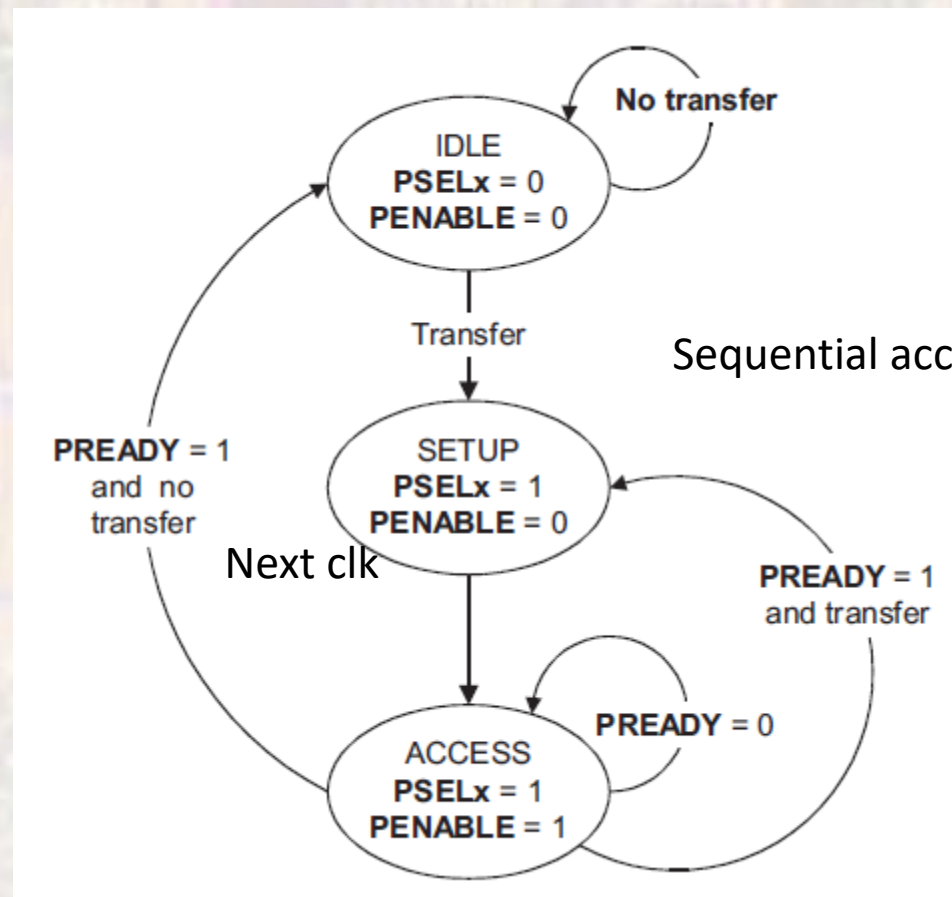 No transfer
IDLE
PSELx = 0
PENABLE = 0
Transfer
Sequential acc
SETUP
PSELx = 1
PENABLE = 0
PREADY = 1
and no
transfer
Next clk
PREADY = 1
and transfer
PREADY = 0
ACCESS
PSELx = 1
PENABLE = 1